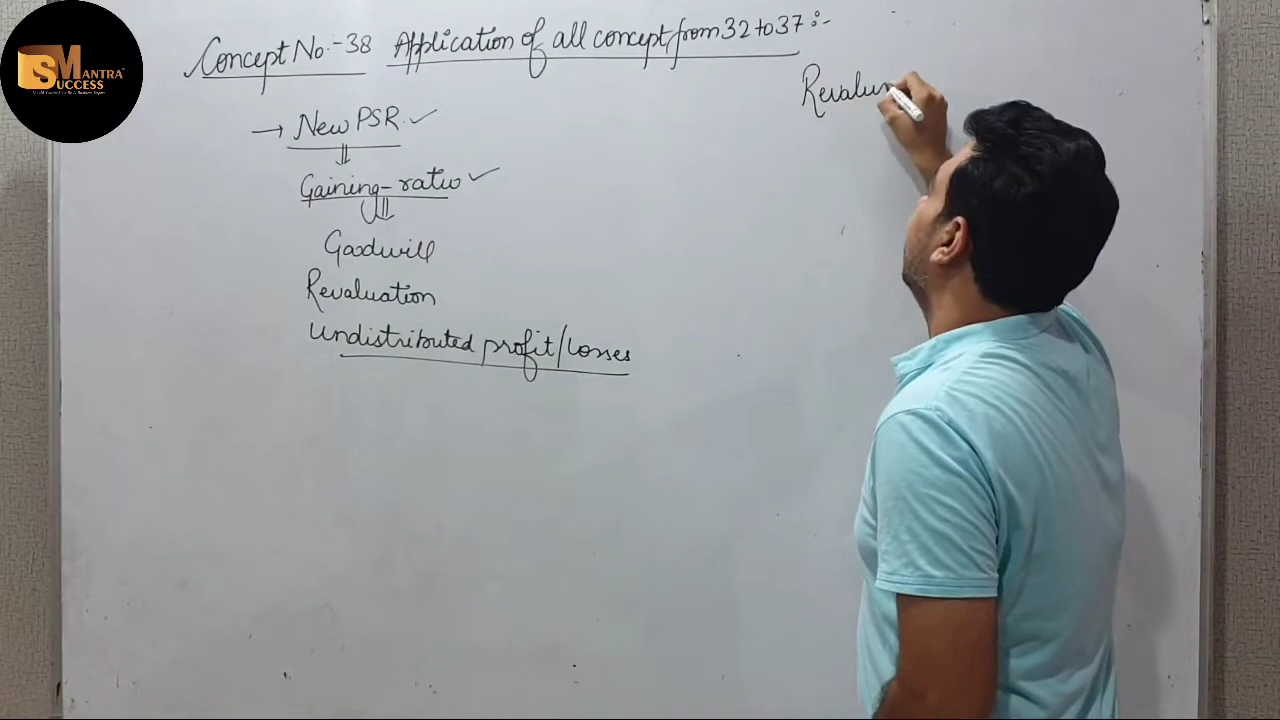 SMANTRA
SUCCESS
Concept No:-38 Application of all concept from 32 to 37:-
Revalu
→ New PSR ✓
Gaining-ratio ✓
Goodwill
Revaluation
Undistributed profit/losses